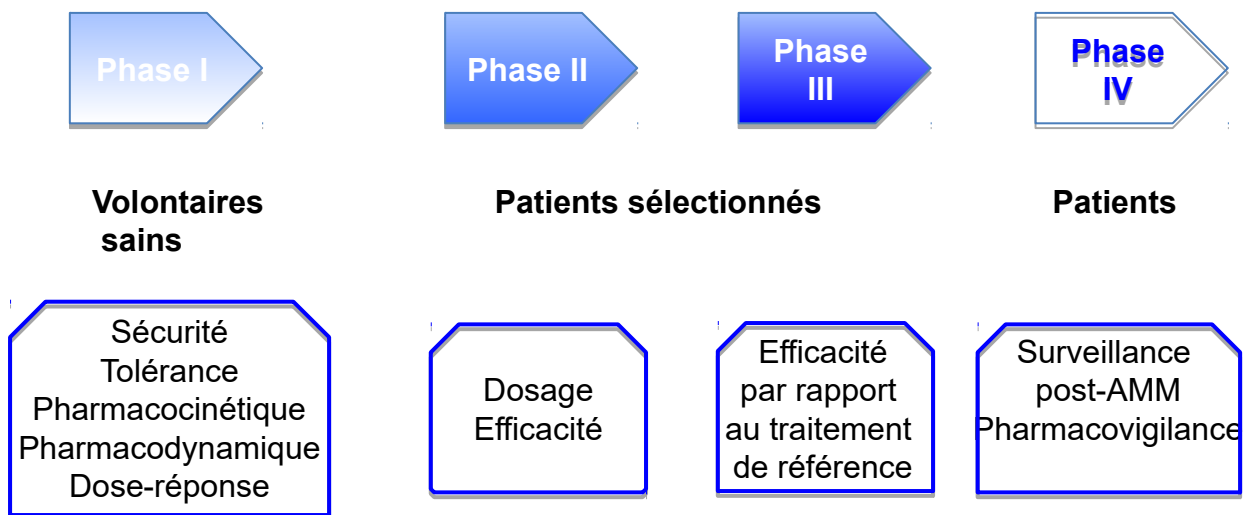 Phase I
Phase II
Phase
III
Phase
IV
Volontaires
sains
Patients sélectionnés
Patients
Sécurité
Tolérance
Pharmacocinétique
Pharmacodynamique
Dose-réponse
Dosage
Efficacité
Efficacité
par rapport
au traitement
de référence
Surveillance
post-AMM
Pharmacovigilance